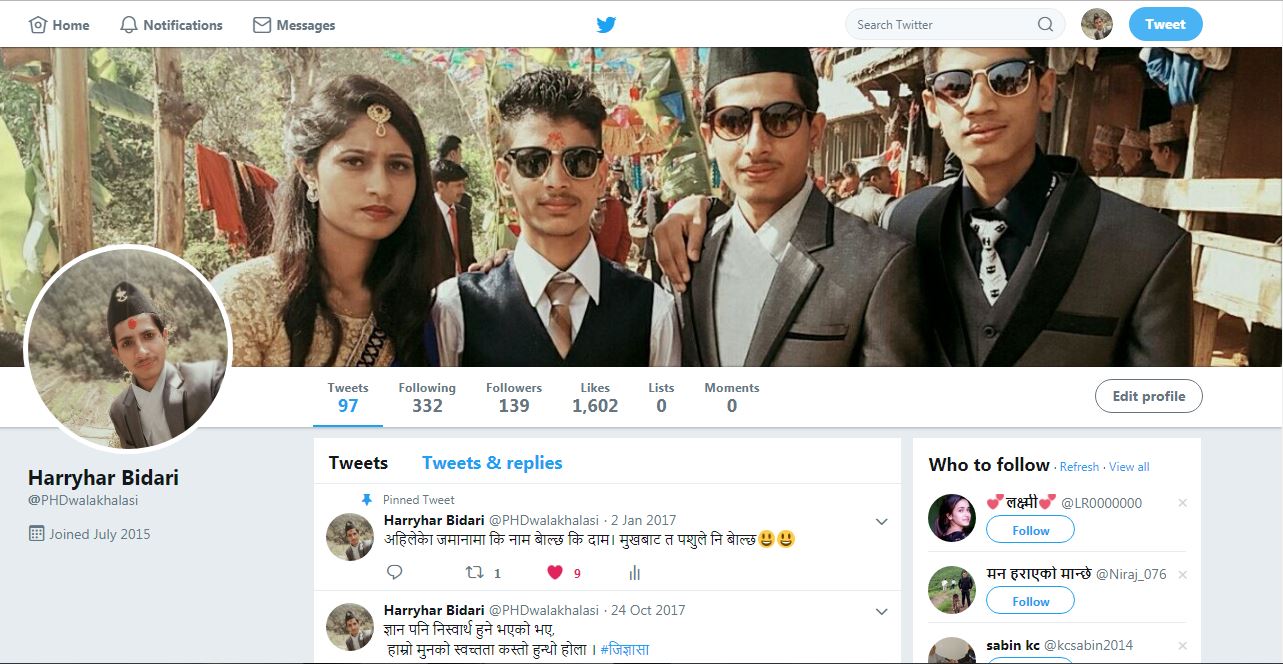 Home Notifications Messages Search Twitter Tweet
Tweets Following Followers Likes Lists Moments
97 332 139 1,602 0 0
Edit profile
Harryhar Bidari
@PHDwalakhalasi
Joined July 2015
Tweets Tweets & replies
Pinned Tweet
Harryhar Bidari @PHDwalakhalasi · 2 Jan 2017
अहिलेको जमानामा कि नाम बोल्छ कि दाम। मुखबाट त पशुले नि बोल्छ😃😃
1 9
Harryhar Bidari @PHDwalakhalasi · 24 Oct 2017
ज्ञान पनि निस्वार्थ हुने भएको भए,
हाम्रो मुनको स्वच्चता कस्तो हुन्थो होला । #जिज्ञासा
Who to follow · Refresh · View all
💕लक्ष्मी💕 @LR0000000
Follow
मन हराएको मान्छे @Niraj_076
Follow
sabin kc @kcsabin2014